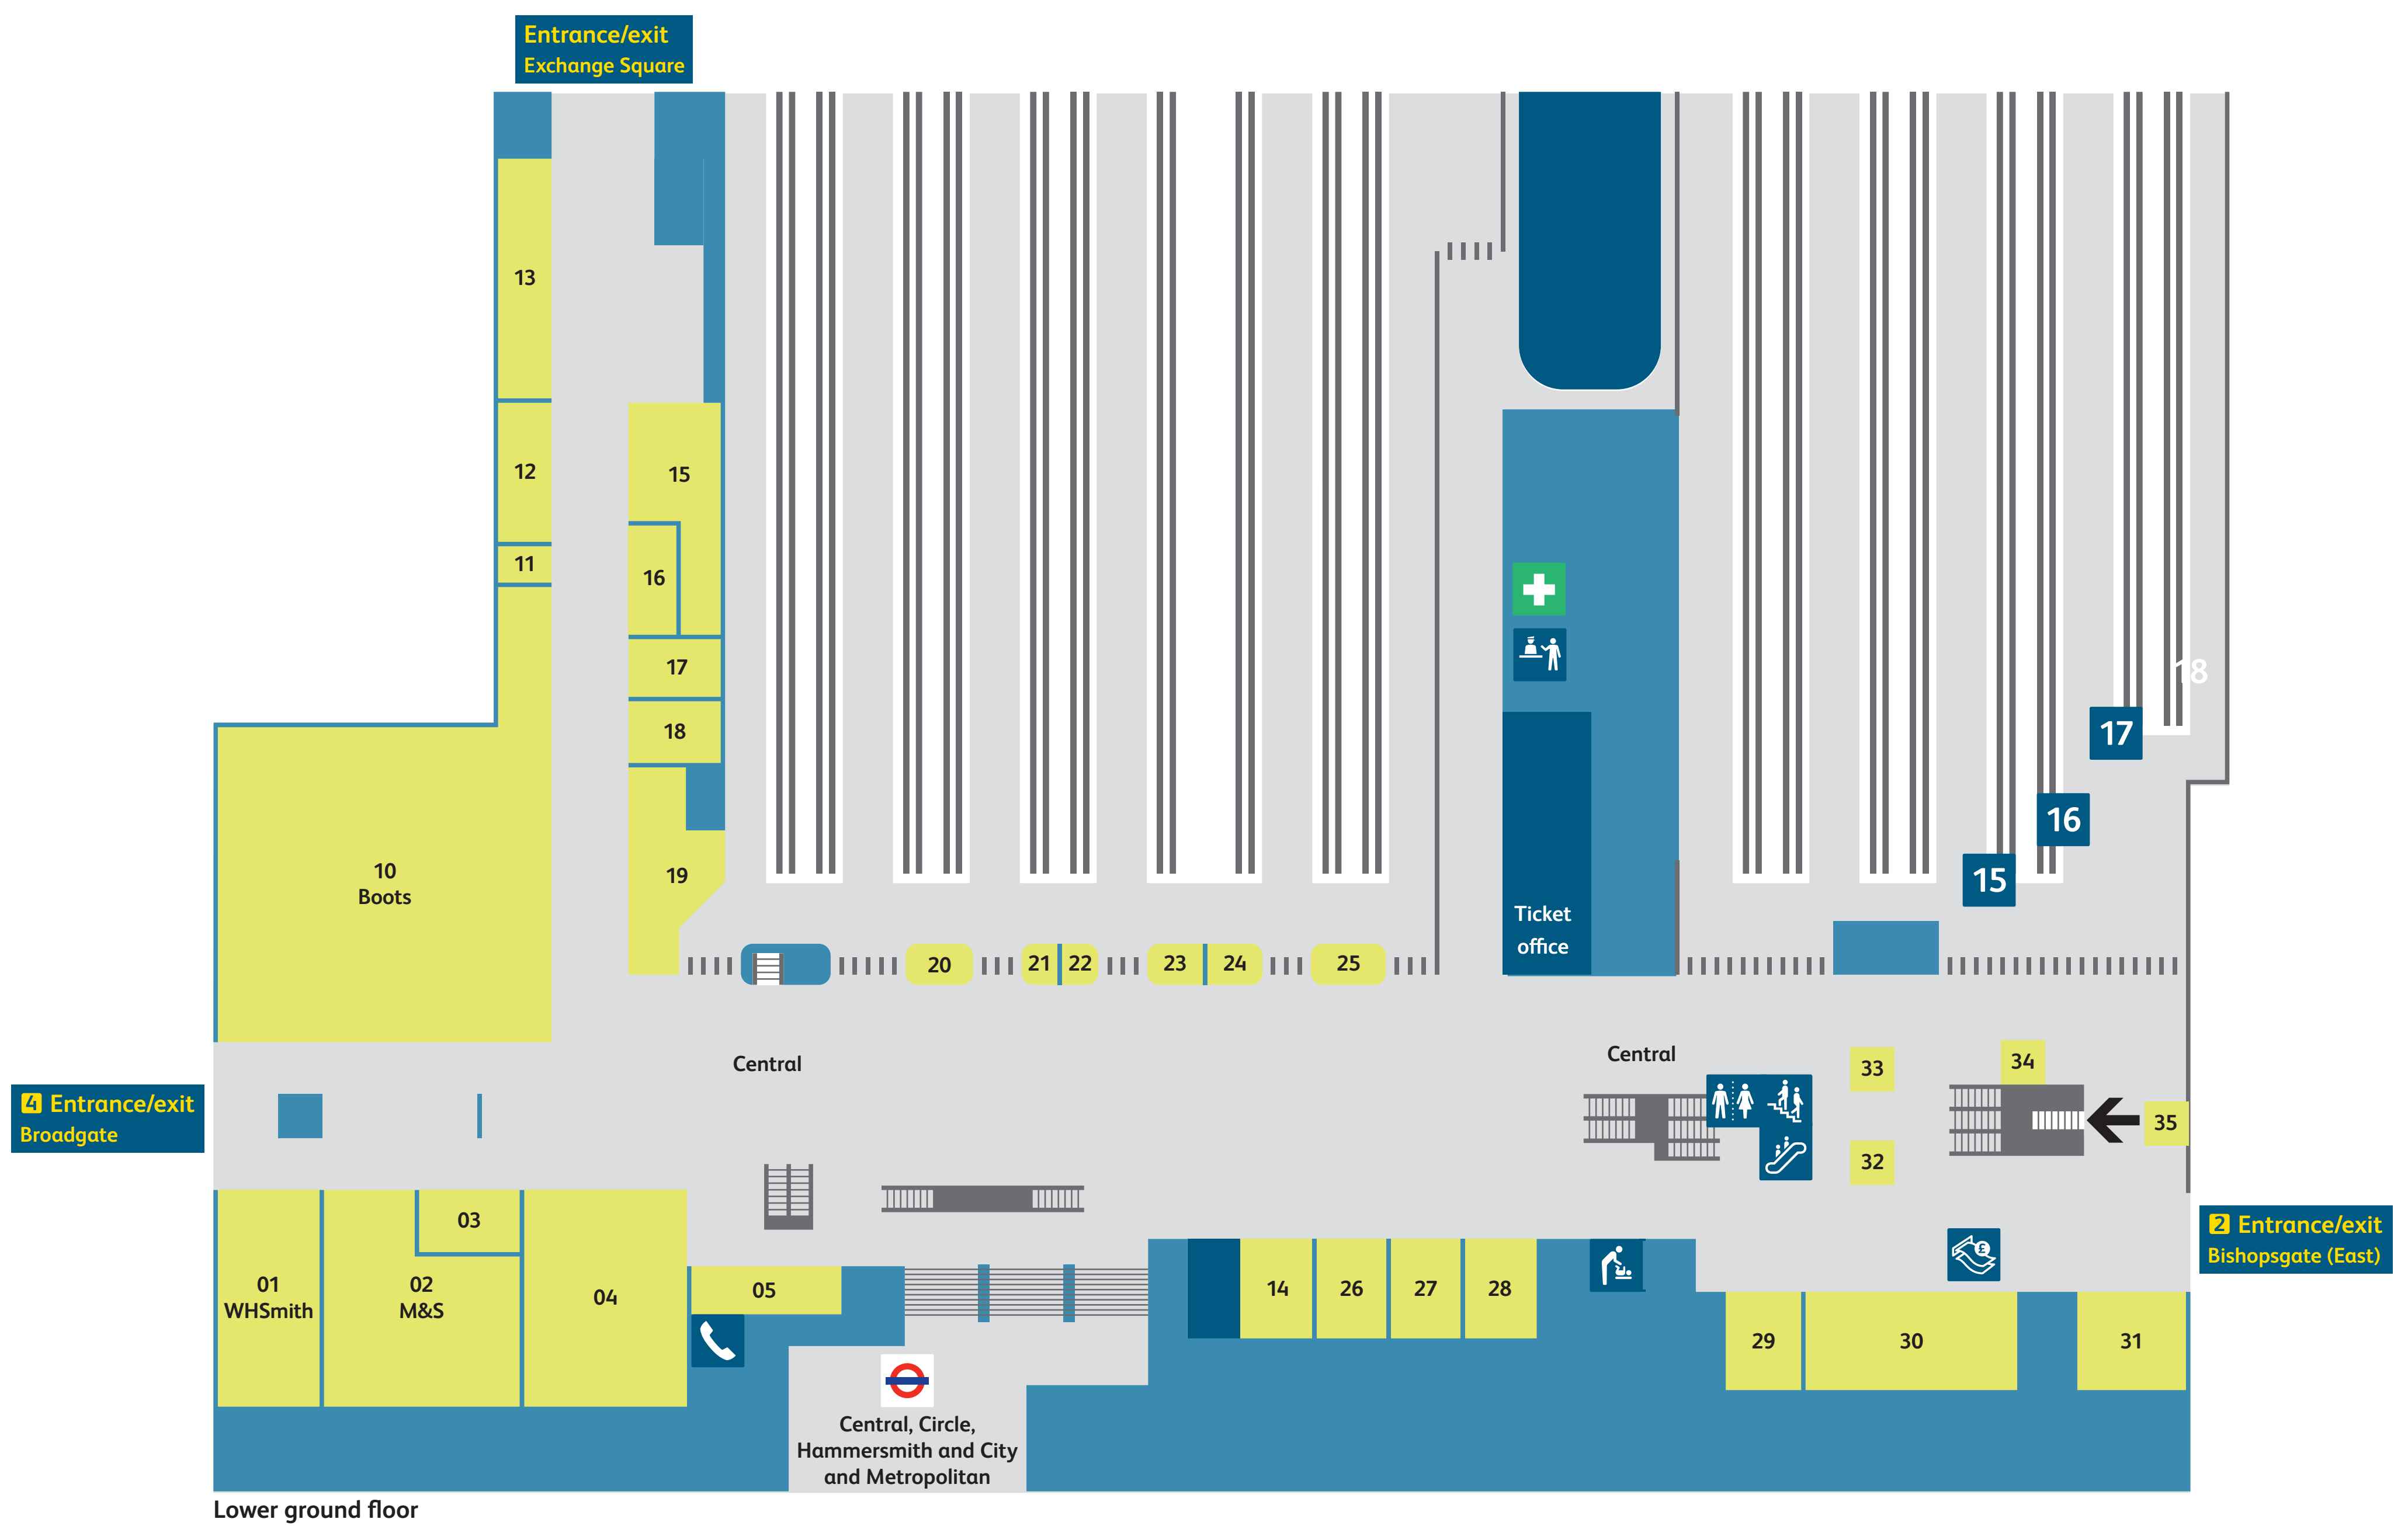 Entrance/exit
Exchange Square
13
12
15
11
16
17
18
18
17
16
10
Boots
19
15
Ticket
office
20
21
22
23
24
25
Central
Central
33
34
35
32
4 Entrance/exit
Broadgate
2 Entrance/exit
Bishopsgate (East)
£
01
WHSmith
02
M&S
03
04
05
14
26
27
28
29
30
31
Central, Circle,
Hammersmith and City
and Metropolitan
Lower ground floor